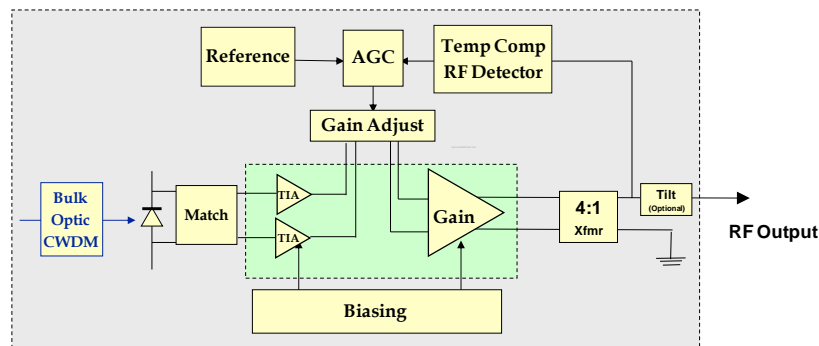 Reference
AGC
Temp Comp
RF Detector
Gain Adjust
Bulk
Optic
CWDM
Match
TIA
TIA
Gain
4:1
Xfmr
Tilt
(Optional)
RF Output
Biasing